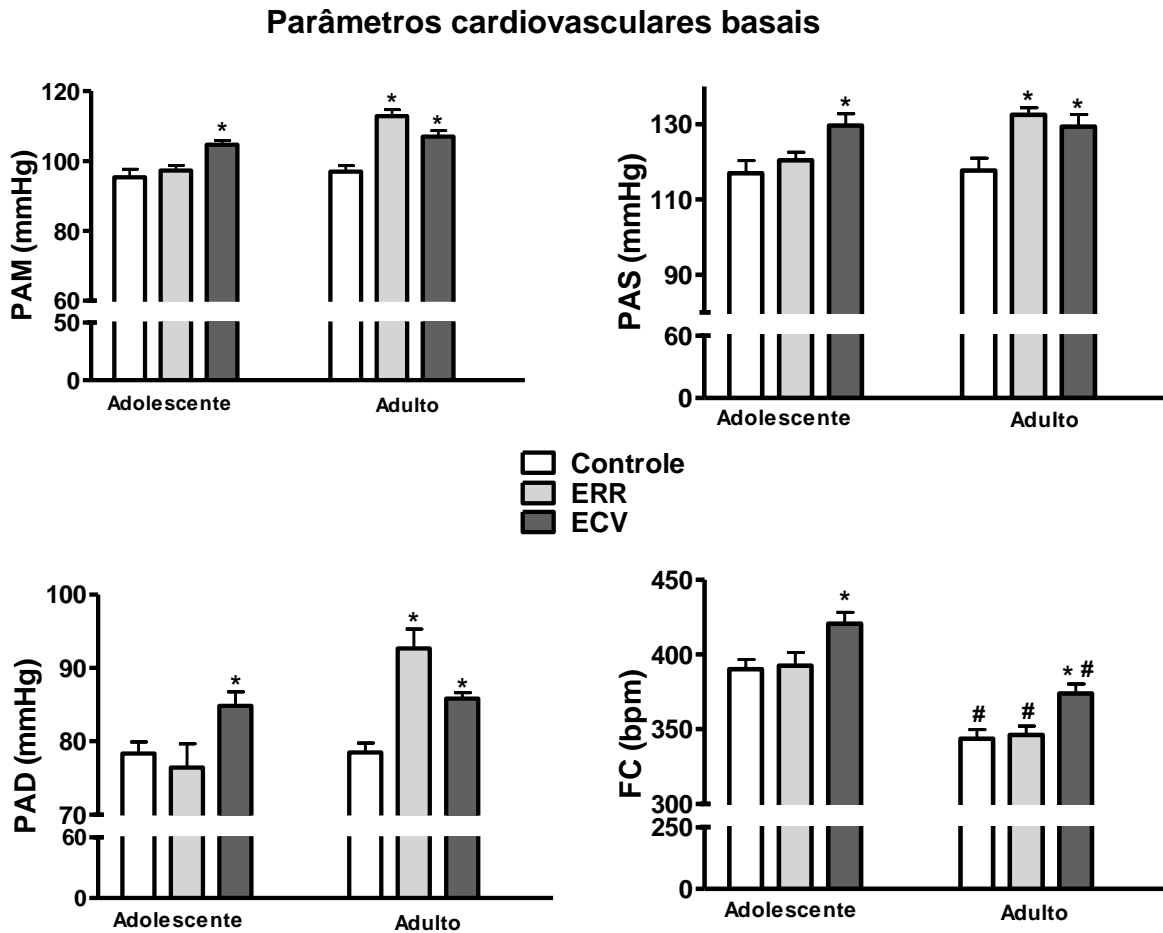 Parâmetros cardiovasculares basais
PAM (mmHg)
120
100
80
60
50
0
*
*
*
Adolescente
Adulto
PAS (mmHg)
130
110
90
60
0
*
*
*
Adolescente
Adulto
Controle
ERR
ECV
PAD (mmHg)
100
90
80
70
60
0
*
*
*
Adolescente
Adulto
FC (bpm)
450
400
350
300
250
0
*
#
#
* #
Adolescente
Adulto